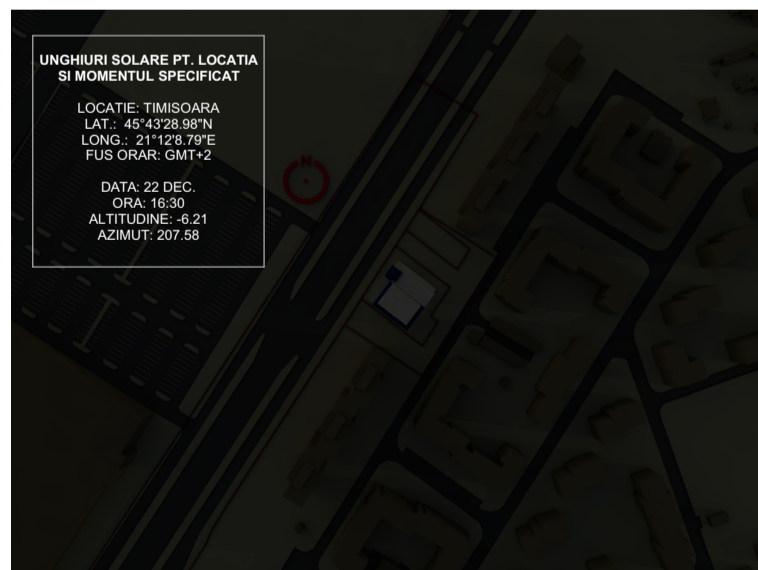 UNGHIURI SOLARE PT. LOCATIA
SI MOMENTUL SPECIFICAT
LOCATIE: TIMISOARA
LAT.: 45°43'28.98"N
LONG.: 21°12'8.79"E
FUS ORAR: GMT+2
DATA: 22 DEC.
ORA: 16:30
ALTITUDINE: -6.21
AZIMUT: 207.58
N